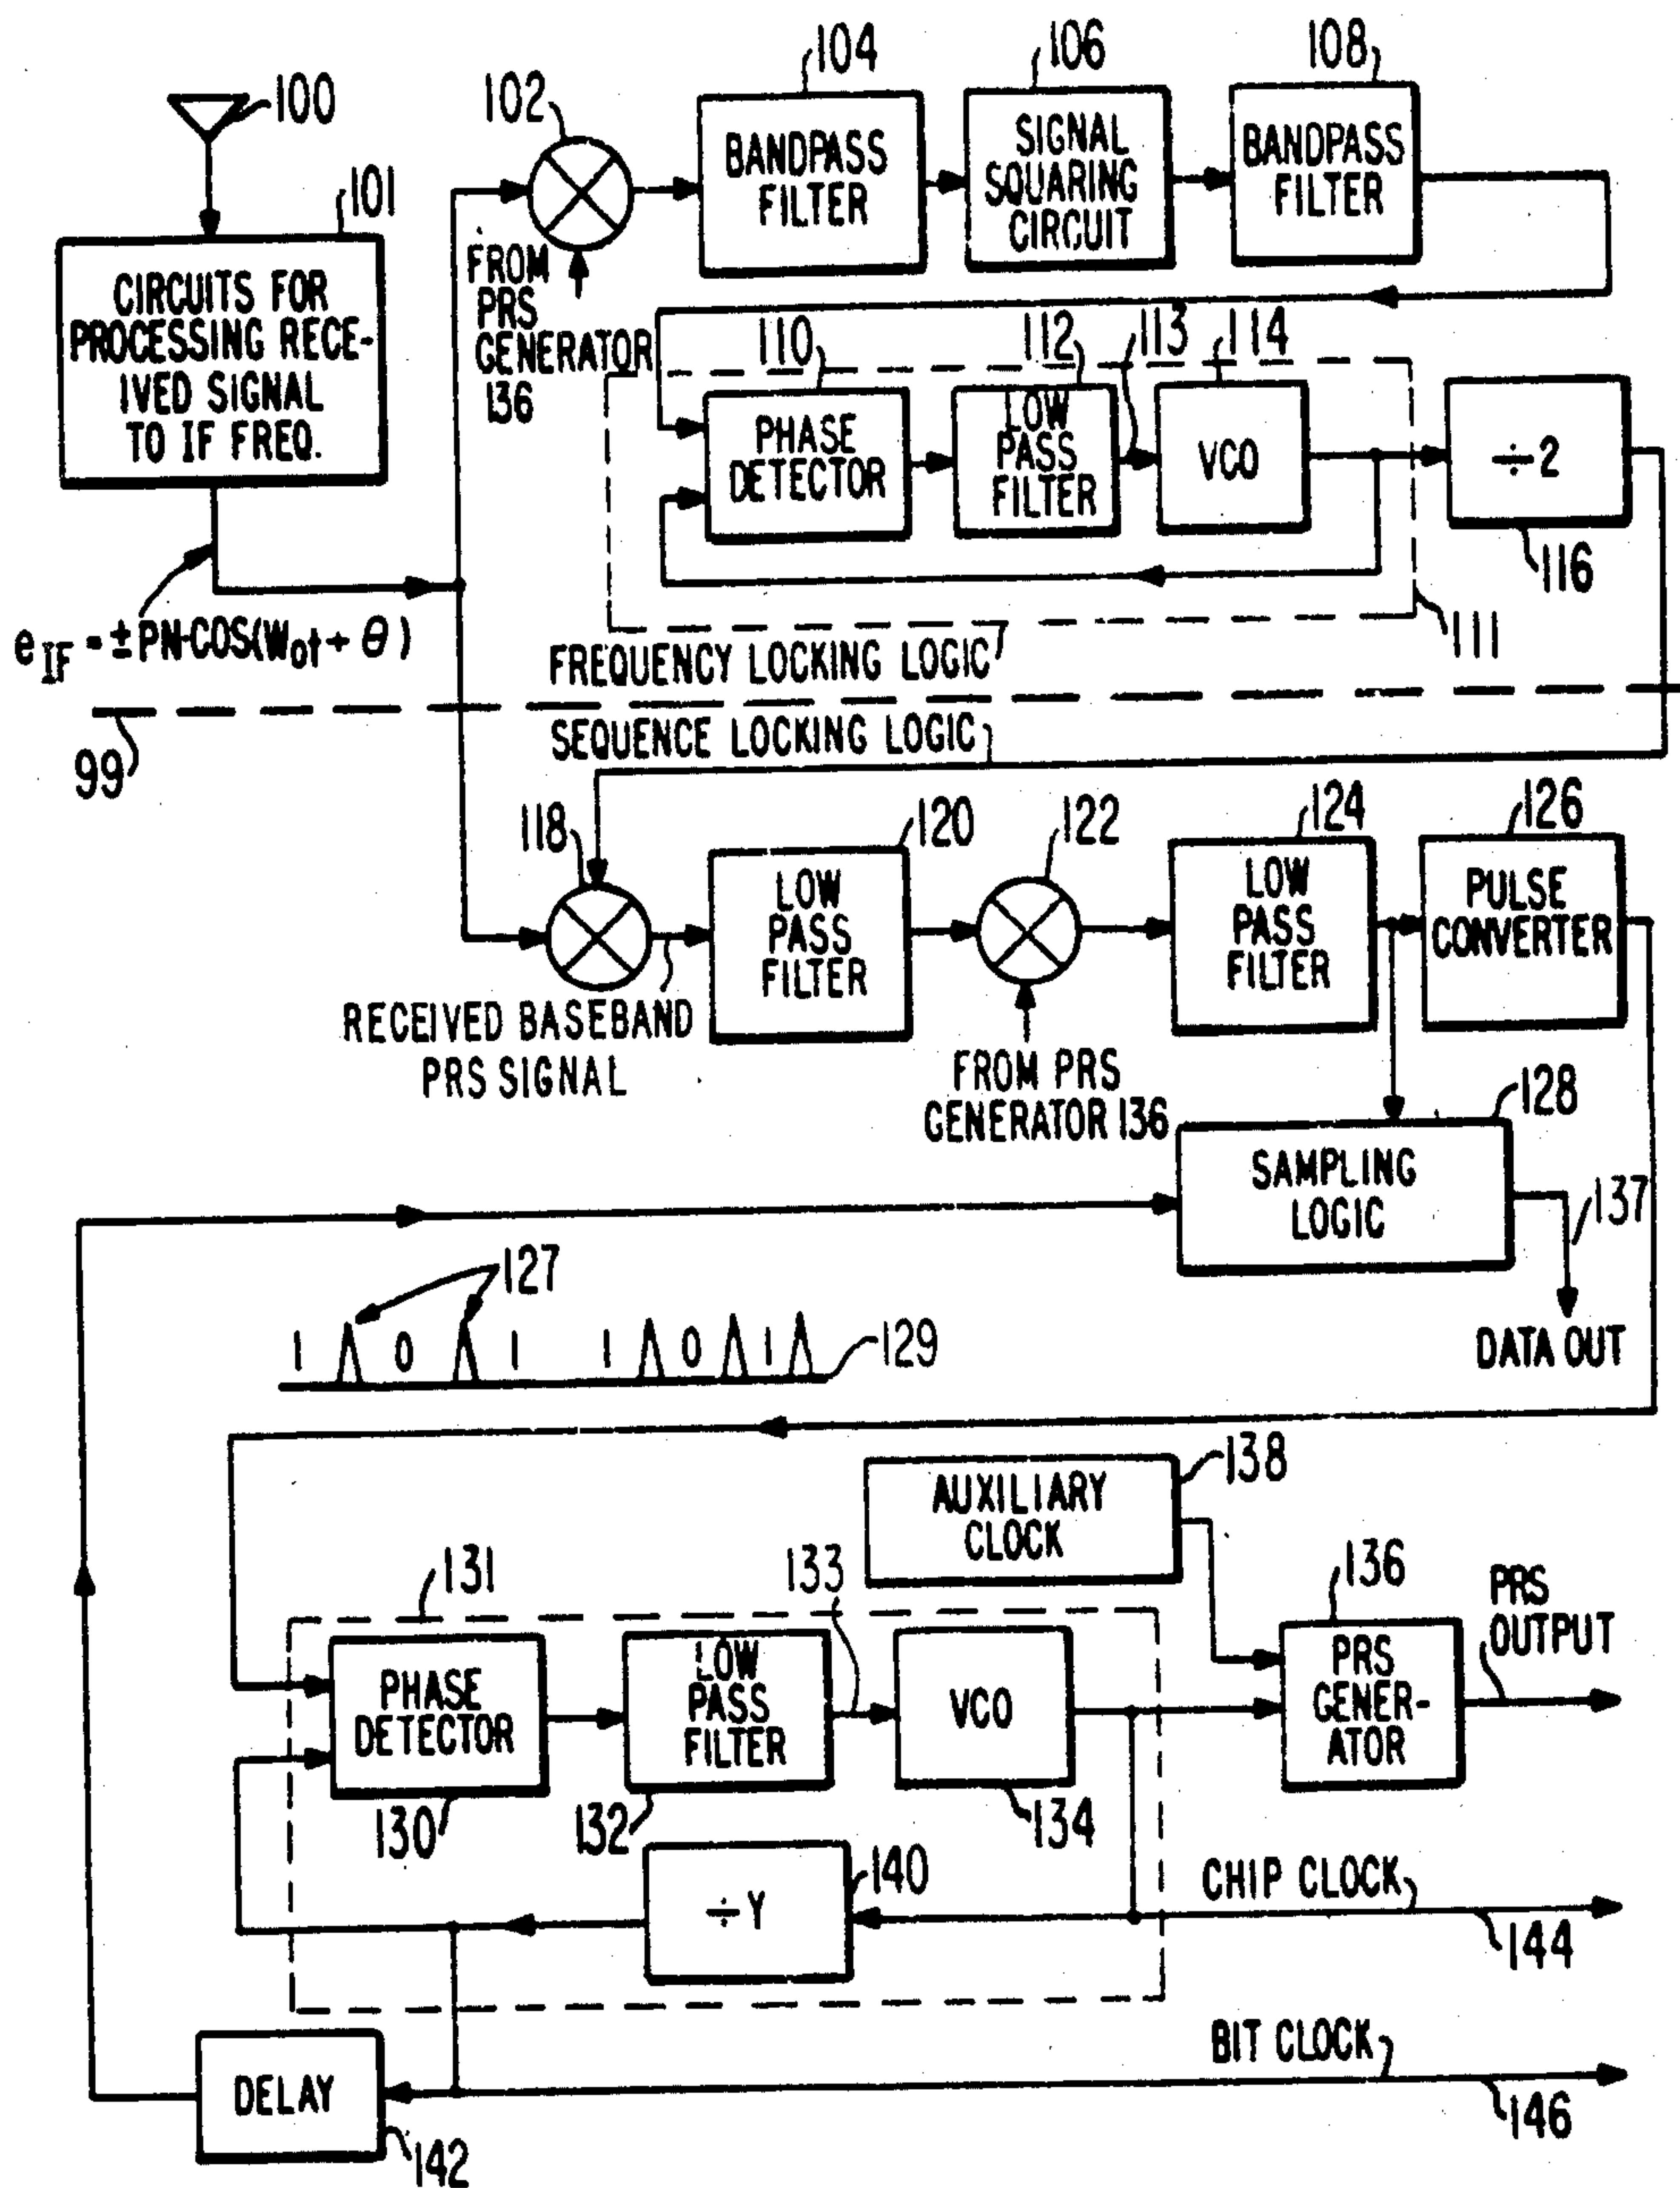 100
101
CIRCUITS FOR
PROCESSING RECE-
IVED SIGNAL
TO IF FREQ.
102
FROM
PRS
GENERATOR
136
104
BANDPASS
FILTER
106
SIGNAL
SQUARING
CIRCUIT
108
BANDPASS
FILTER
110
PHASE
DETECTOR
112
LOW
PASS
FILTER
113
114
VCO
÷2
116
111
eIF = ±PN·COS(W0t + θ)
FREQUENCY LOCKING LOGIC
99
SEQUENCE LOCKING LOGIC
118
RECEIVED BASEBAND
PRS SIGNAL
120
LOW
PASS
FILTER
122
FROM PRS
GENERATOR 136
124
LOW
PASS
FILTER
126
PULSE
CONVERTER
128
SAMPLING
LOGIC
137
DATA OUT
127
1 0 1 1 0 1
129
138
AUXILIARY
CLOCK
131
PHASE
DETECTOR
130
LOW
PASS
FILTER
132
133
VCO
134
136
PRS
GENER-
ATOR
PRS
OUTPUT
÷Y
140
CHIP CLOCK
144
DELAY
142
BIT CLOCK
146